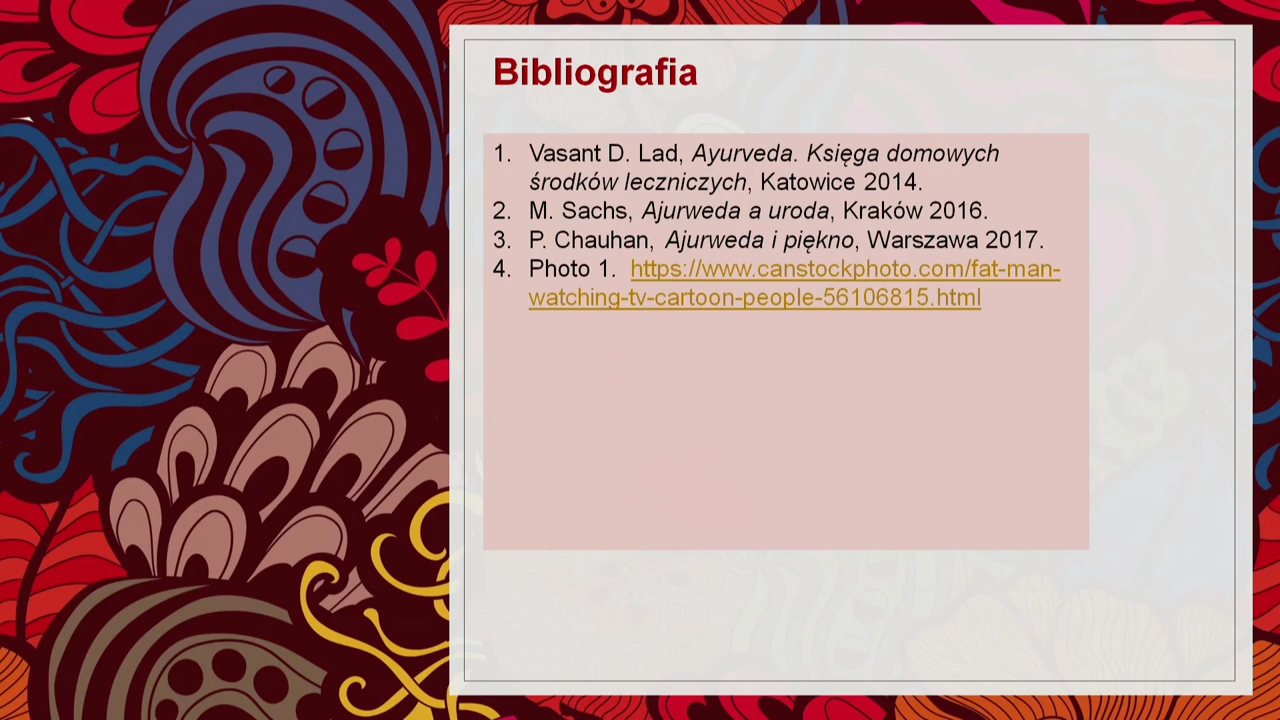 Bibliografia
1. Vasant D. Lad, Ayurveda. Księga domowych
środków leczniczych, Katowice 2014.
2. M. Sachs, Ajurweda a uroda, Kraków 2016.
3. P. Chauhan, Ajurweda i piękno, Warszawa 2017.
4. Photo 1. https://www.canstockphoto.com/fat-man-
watching-tv-cartoon-people-56106815.html